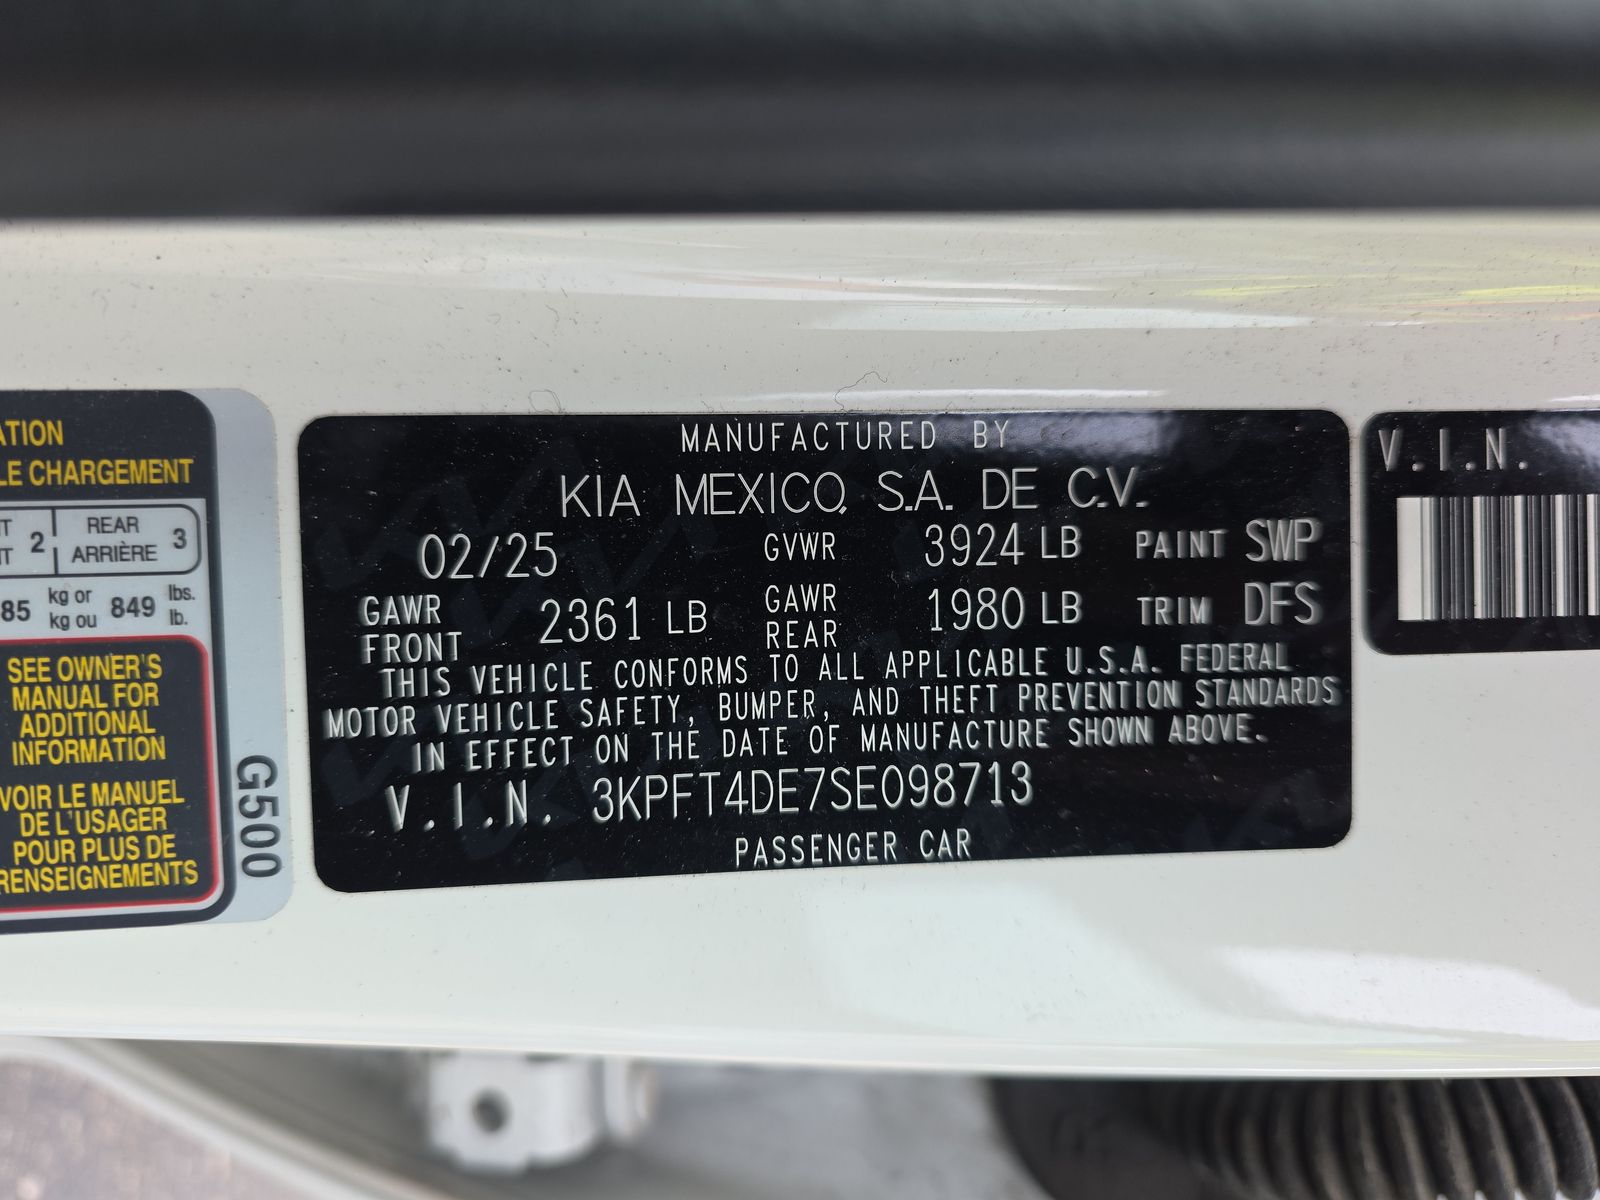 ATION
LE CHARGEMENT
2 REAR 3
ARRIÈRE
85 kg or 849 lbs.
kg ou lb.
SEE OWNER'S
MANUAL FOR
ADDITIONAL
INFORMATION
VOIR LE MANUEL
DE L'USAGER
POUR PLUS DE
RENSEIGNEMENTS
G500
MANUFACTURED BY
KIA MEXICO, S.A. DE C.V.
02/25 GVWR 3924 LB PAINT SWP
GAWR FRONT 2361 LB GAWR REAR 1980 LB TRIM DFS
THIS VEHICLE CONFORMS TO ALL APPLICABLE U.S.A. FEDERAL
MOTOR VEHICLE SAFETY, BUMPER, AND THEFT PREVENTION STANDARDS
IN EFFECT ON THE DATE OF MANUFACTURE SHOWN ABOVE.
V.I.N. 3KPFT4DE7SE098713
PASSENGER CAR
V.I.N.